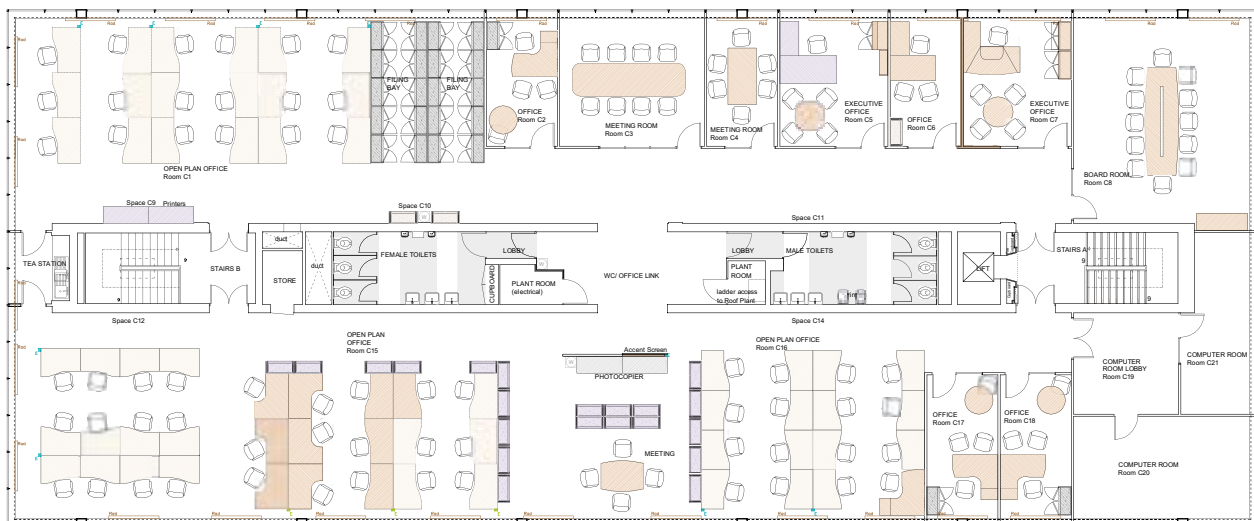 Rad
FILING
BAY
FILING
BAY
OFFICE
Room C2
MEETING ROOM
Room C3
MEETING ROOM
Room C4
EXECUTIVE
OFFICE
Room C5
OFFICE
Room C6
EXECUTIVE
OFFICE
Room C7
OPEN PLAN OFFICE
Room C1
BOARD ROOM
Room C8
Space C9
Printers
Space C10
Space C11
TEA STATION
STAIRS B
duct
duct
STORE
FEMALE TOILETS
LOBBY
CUPBOARD
PLANT ROOM
(electrical)
WC/ OFFICE LINK
LOBBY
MALE TOILETS
PLANT
ROOM
ladder access
to Roof Plant
LIFT
STAIRS A
9
9
9
9
Space C12
Space C14
OPEN PLAN
OFFICE
Room C15
Accent Screen
PHOTOCOPIER
OPEN PLAN OFFICE
Room C16
COMPUTER
ROOM LOBBY
Room C19
COMPUTER ROOM
Room C21
OFFICE
Room C17
OFFICE
Room C18
MEETING
COMPUTER ROOM
Room C20